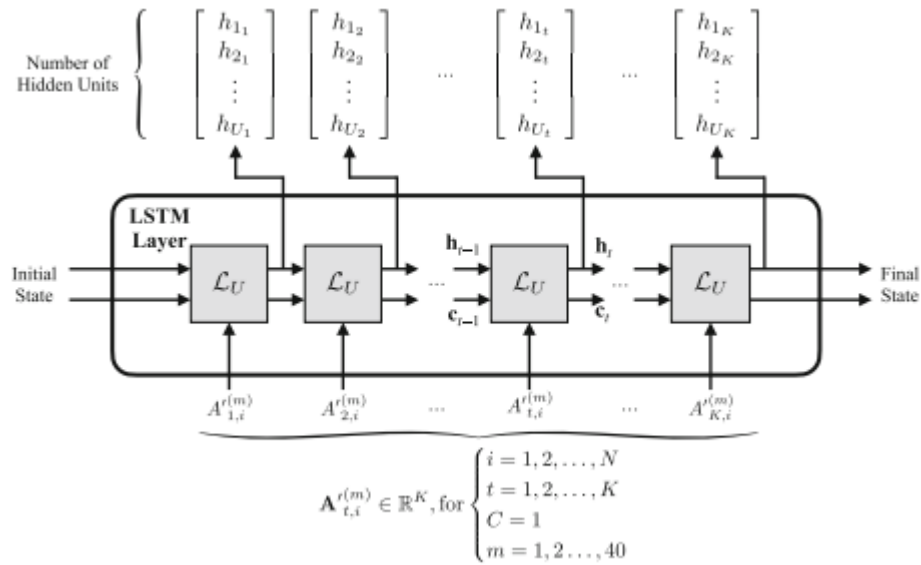 Number of
Hidden Units
h_{1_1} h_{1_2} h_{1_t} h_{1_K}
h_{2_1} h_{2_2} ... h_{2_t} ... h_{2_K}
⋮ ⋮ ⋮ ⋮
h_{U_1} h_{U_2} h_{U_t} h_{U_K}
LSTM
Layer
Initial
State
𝓛_U 𝓛_U ... 𝓛_U ... 𝓛_U
h_{t-1} h_t
c_{t-1} c_t
Final
State
A'^{(m)}_{1,i} A'^{(m)}_{2,i} ... A'^{(m)}_{t,i} ... A'^{(m)}_{K,i}
A'^{(m)}_{t,i} ∈ ℝ^K, for
i = 1, 2, . . . , N
t = 1, 2, . . . , K
C = 1
m = 1, 2 . . . , 40